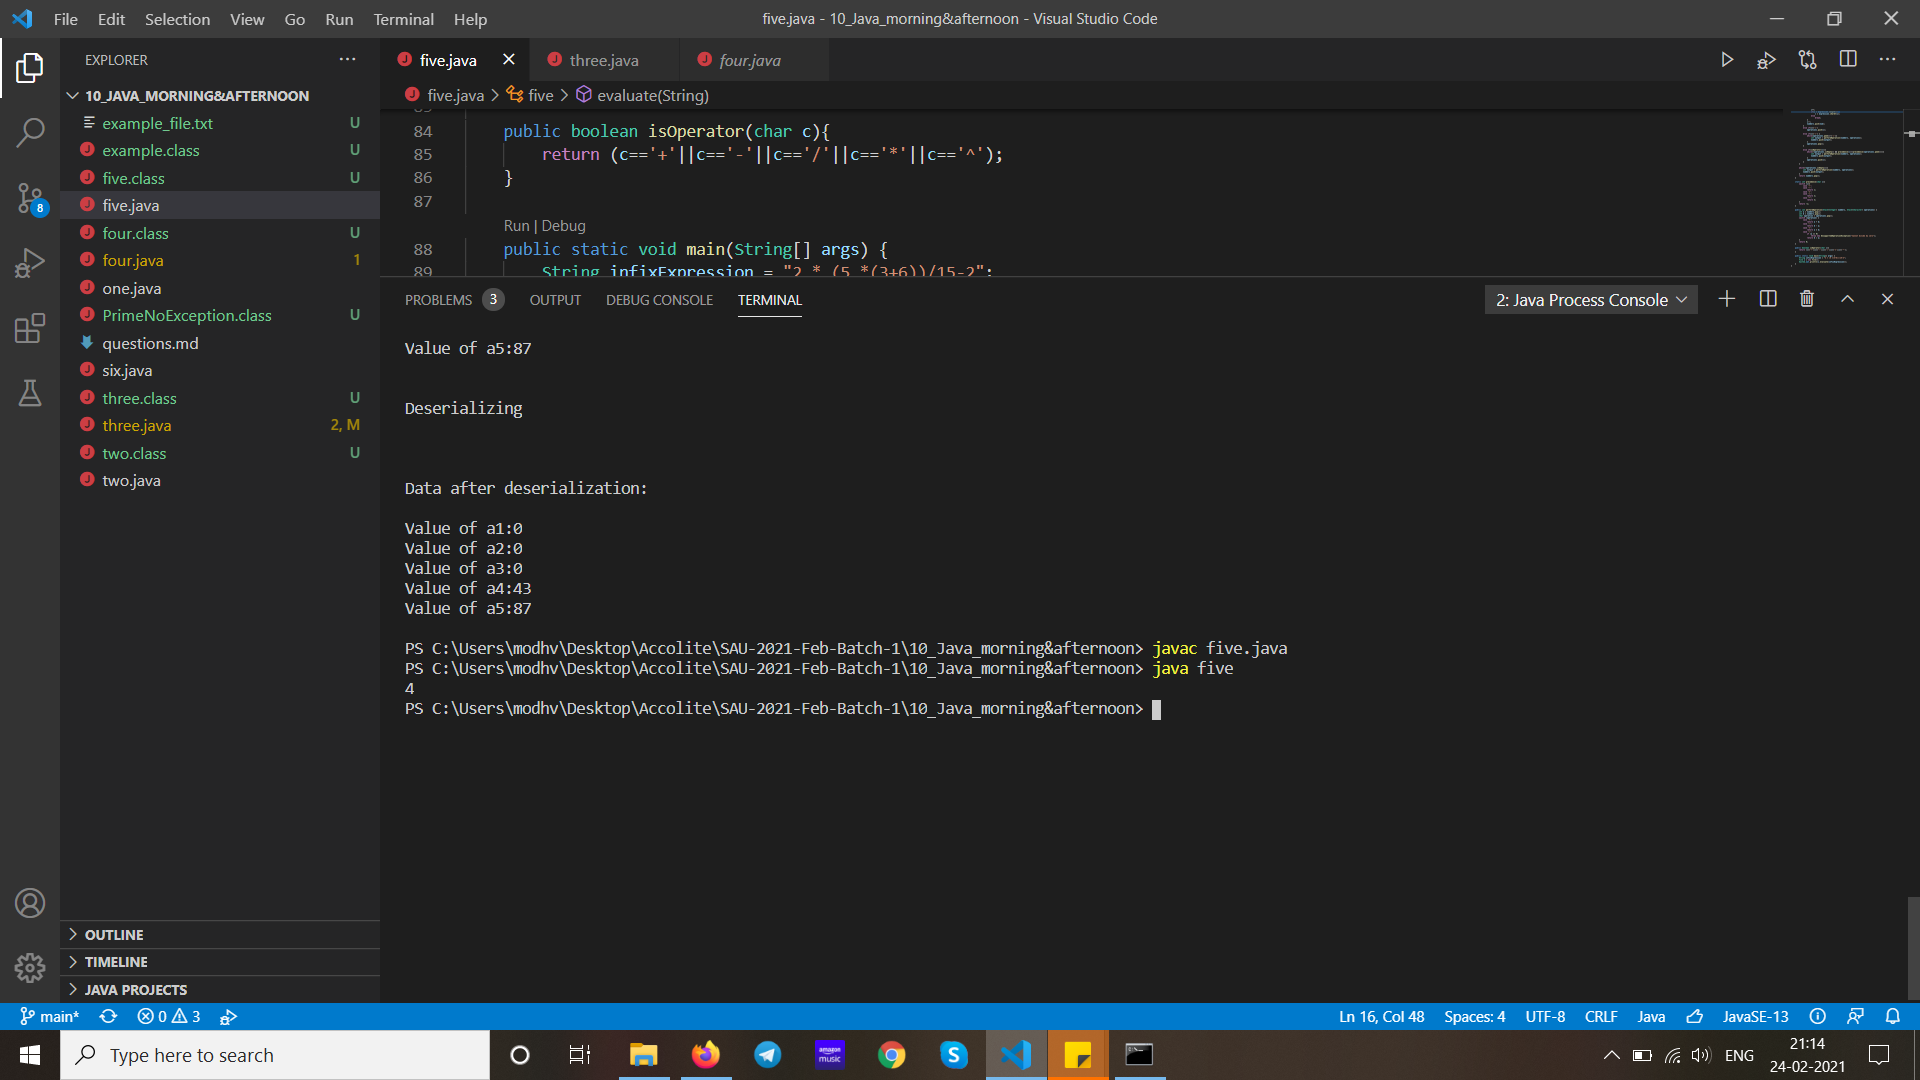 File Edit Selection View Go Run Terminal Help
five.java - 10_Java_morning&afternoon - Visual Studio Code
EXPLORER
10_JAVA_MORNING&AFTERNOON
example_file.txt U
example.class U
five.class U
five.java
four.class U
four.java 1
one.java
PrimeNoException.class U
questions.md
six.java
three.class U
three.java 2, M
two.class U
two.java
OUTLINE
TIMELINE
JAVA PROJECTS
8
five.java three.java four.java
five.java > five > evaluate(String)
84 public boolean isOperator(char c){
85 return (c=='+'||c=='-'||c=='/'||c=='*'||c=='^');
86 }
87
Run | Debug
88 public static void main(String[] args) {
89 String infixExpression = "2 * (5 *(3+6))/15-2";
PROBLEMS 3 OUTPUT DEBUG CONSOLE TERMINAL
2: Java Process Console
Value of a5:87
Deserializing
Data after deserialization:
Value of a1:0
Value of a2:0
Value of a3:0
Value of a4:43
Value of a5:87
PS C:\Users\modhv\Desktop\Accolite\SAU-2021-Feb-Batch-1\10_Java_morning&afternoon> javac five.java
PS C:\Users\modhv\Desktop\Accolite\SAU-2021-Feb-Batch-1\10_Java_morning&afternoon> java five
4
PS C:\Users\modhv\Desktop\Accolite\SAU-2021-Feb-Batch-1\10_Java_morning&afternoon>
main* 0 3
Ln 16, Col 48 Spaces: 4 UTF-8 CRLF Java JavaSE-13
Type here to search
amazon music
ENG
21:14
24-02-2021